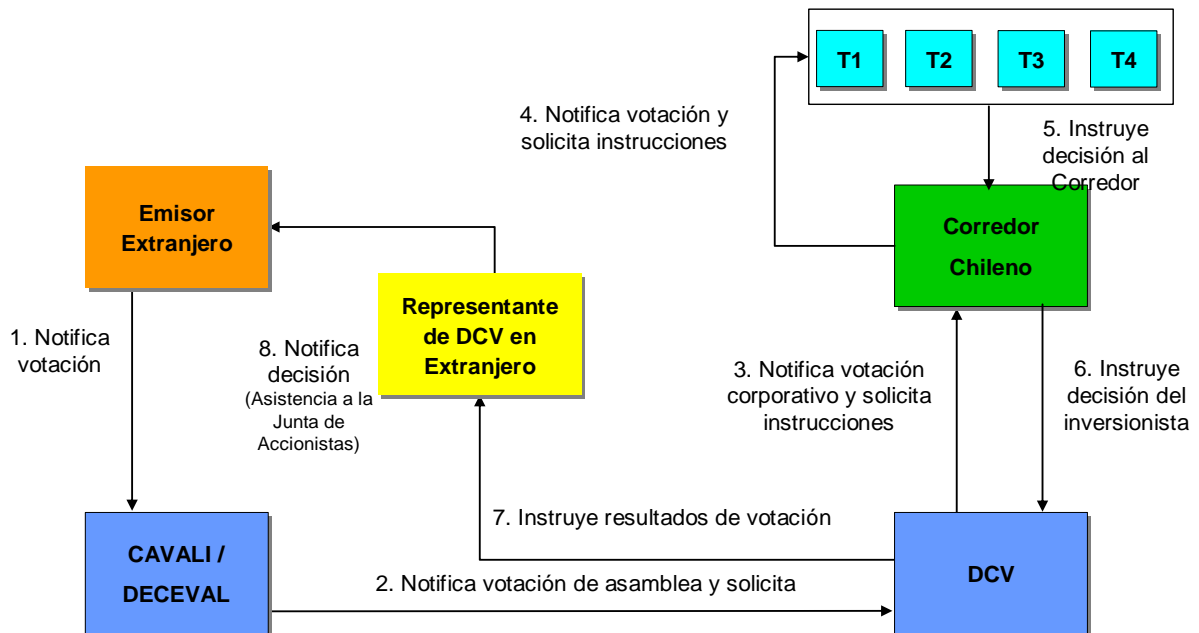 T1 T2 T3 T4
4. Notifica votación y
solicita instrucciones
5. Instruye
decisión al
Corredor
Emisor
Extranjero
Corredor
Chileno
Representante
de DCV en
Extranjero
1. Notifica
votación
8. Notifica
decisión
(Asistencia a la
Junta de
Accionistas)
3. Notifica votación
corporativo y solicita
instrucciones
6. Instruye
decisión del
inversionista
7. Instruye resultados de votación
CAVALI /
DECEVAL
2. Notifica votación de asamblea y solicita
DCV